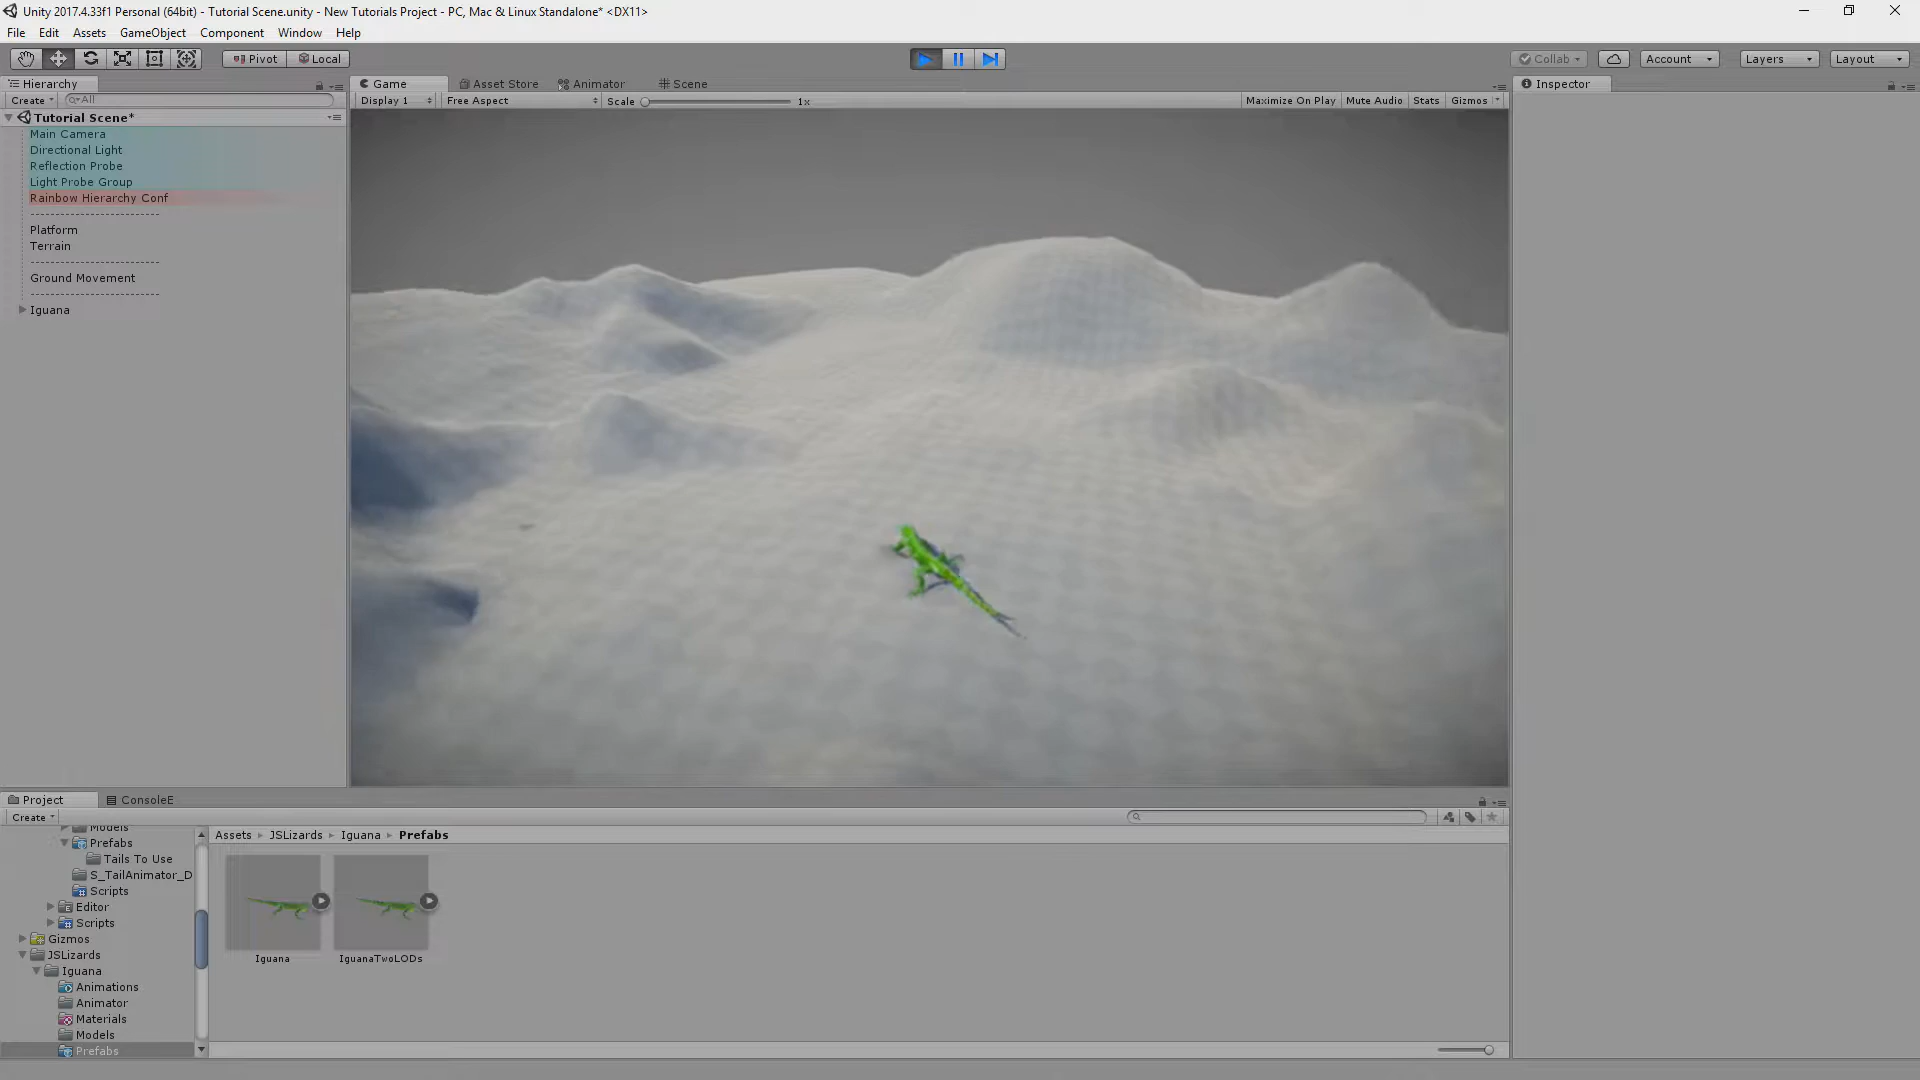 Unity 2017.4.33f1 Personal (64bit) - Tutorial Scene.unity - New Tutorials Project - PC, Mac & Linux Standalone* <DX11>
File Edit Assets GameObject Component Window Help
Pivot Local Collab Account Layers Layout
Hierarchy Game Asset Store Animator Scene Inspector
Create All Display 1 Free Aspect Scale 1x Maximize On Play Mute Audio Stats Gizmos
Tutorial Scene*
Main Camera
Directional Light
Reflection Probe
Light Probe Group
Rainbow Hierarchy Conf
--------------------------
Platform
Terrain
--------------------------
Ground Movement
--------------------------
Iguana
Project ConsoleE
Create
Models
Assets JSLizards Iguana Prefabs
Prefabs
Tails To Use
S_TailAnimator_D
Scripts
Editor
Scripts
Gizmos
JSLizards
Iguana IguanaTwoLODs
Iguana
Animations
Animator
Materials
Models
Prefabs